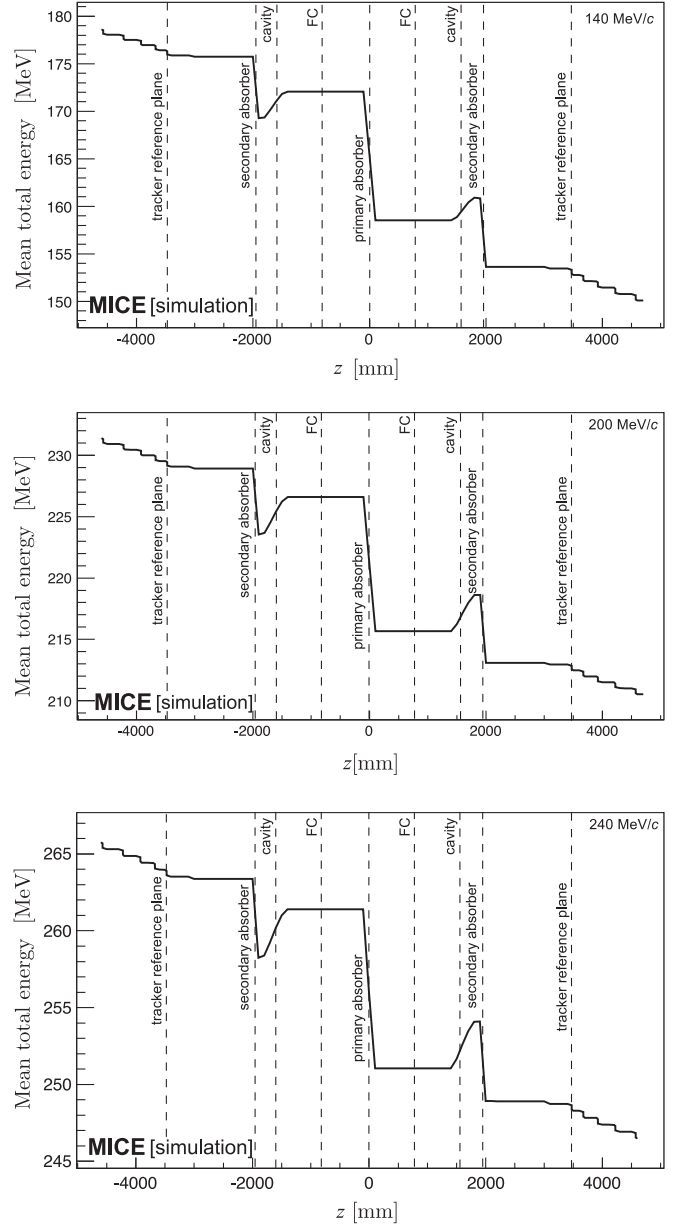 140 MeV/c
Mean total energy [MeV]
180
175
170
165
160
155
150
tracker reference plane
secondary absorber
cavity
FC
primary absorber
FC
cavity
secondary absorber
tracker reference plane
MICE [simulation]
-4000 -2000 0 2000 4000
z [mm]
200 MeV/c
Mean total energy [MeV]
230
225
220
215
210
tracker reference plane
secondary absorber
cavity
FC
primary absorber
FC
cavity
secondary absorber
tracker reference plane
MICE [simulation]
-4000 -2000 0 2000 4000
z[mm]
240 MeV/c
Mean total energy [MeV]
265
260
255
254
250
245
tracker reference plane
secondary absorber
cavity
FC
primary absorber
FC
cavity
secondary absorber
tracker reference plane
MICE [simulation]
-4000 -2000 0 2000 4000
z [mm]